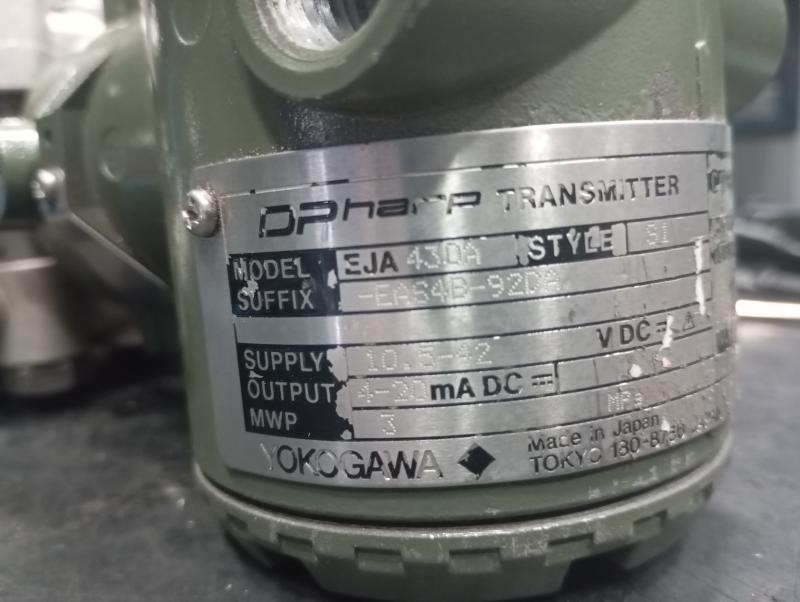 DPharp TRANSMITTER
MODEL EJA 430A STYLE S1
SUFFIX -EAS4B-92DA
SUPPLY 10.5-42 V DC ⎓ ⚠
OUTPUT 4-20 mA DC ⎓
MWP 3 MPa
YOKOGAWA ◆ Made in Japan
TOKYO 180-8750